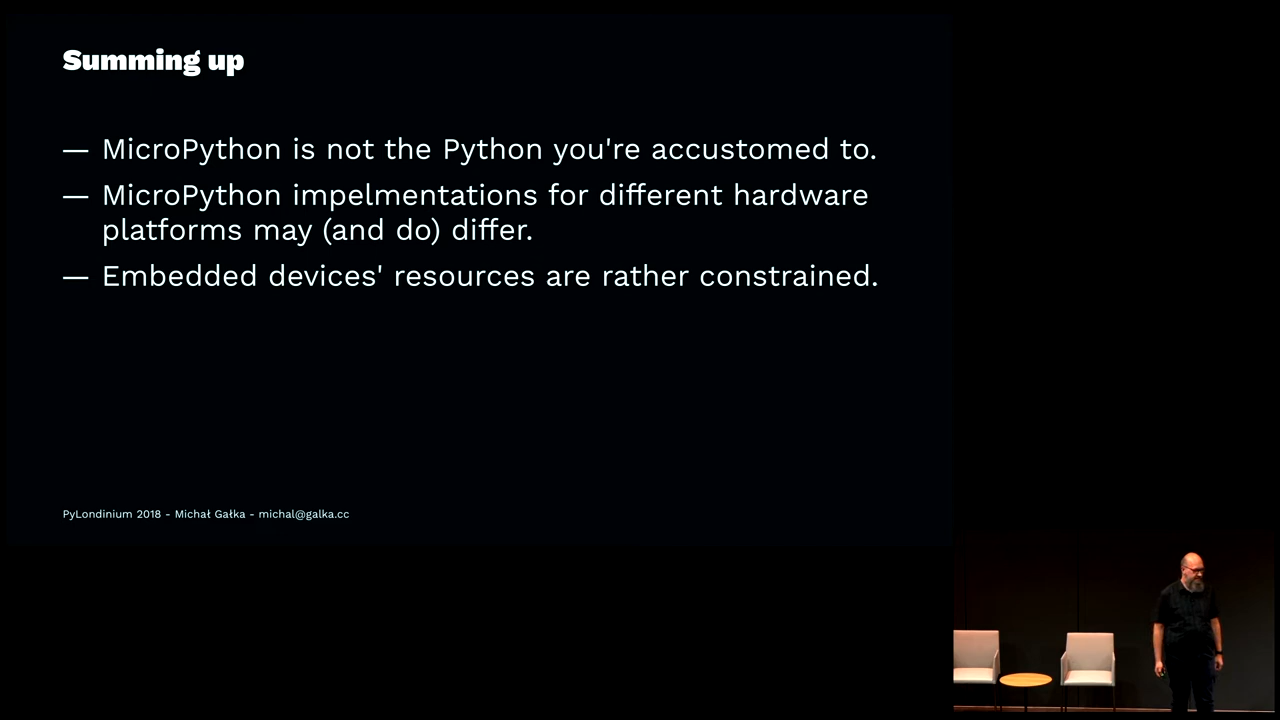 Summing up
— MicroPython is not the Python you're accustomed to.
— MicroPython impelmentations for different hardware
platforms may (and do) differ.
— Embedded devices' resources are rather constrained.
PyLondinium 2018 - Michał Gałka - michal@galka.cc